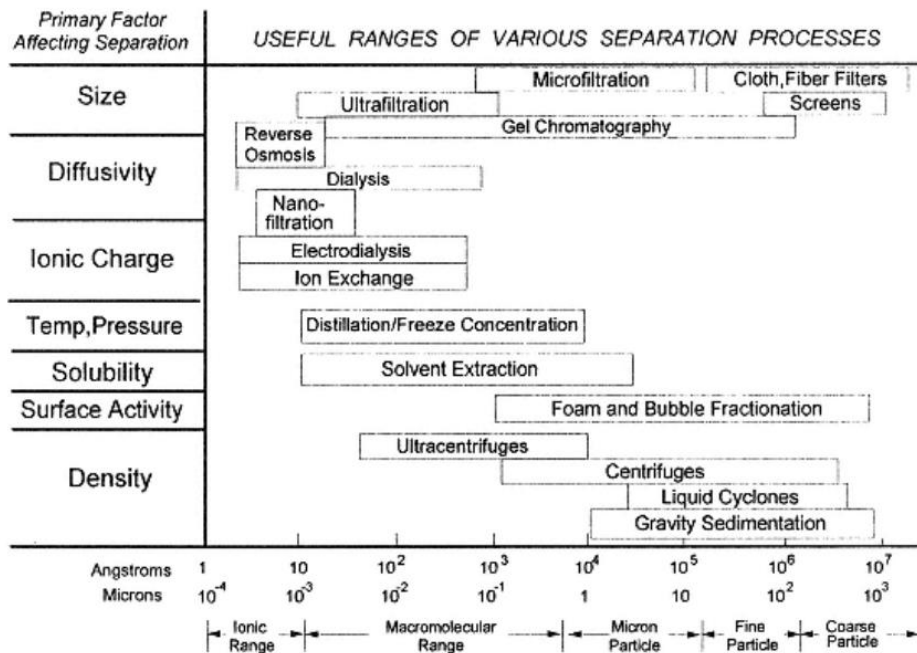 Primary Factor
Affecting Separation
USEFUL RANGES OF VARIOUS SEPARATION PROCESSES
Size
Microfiltration
Cloth,Fiber Filters
Ultrafiltration
Screens
Gel Chromatography
Reverse
Osmosis
Diffusivity
Dialysis
Nano-
filtration
Ionic Charge
Electrodialysis
Ion Exchange
Temp,Pressure
Distillation/Freeze Concentration
Solubility
Solvent Extraction
Surface Activity
Foam and Bubble Fractionation
Density
Ultracentrifuges
Centrifuges
Liquid Cyclones
Gravity Sedimentation
Angstroms 1 10 10² 10³ 10⁴ 10⁵ 10⁶ 10⁷
Microns 10⁻⁴ 10⁻³ 10⁻² 10⁻¹ 1 10 10² 10³
Ionic
Range
Macromolecular
Range
Micron
Particle
Fine
Particle
Coarse
Particle